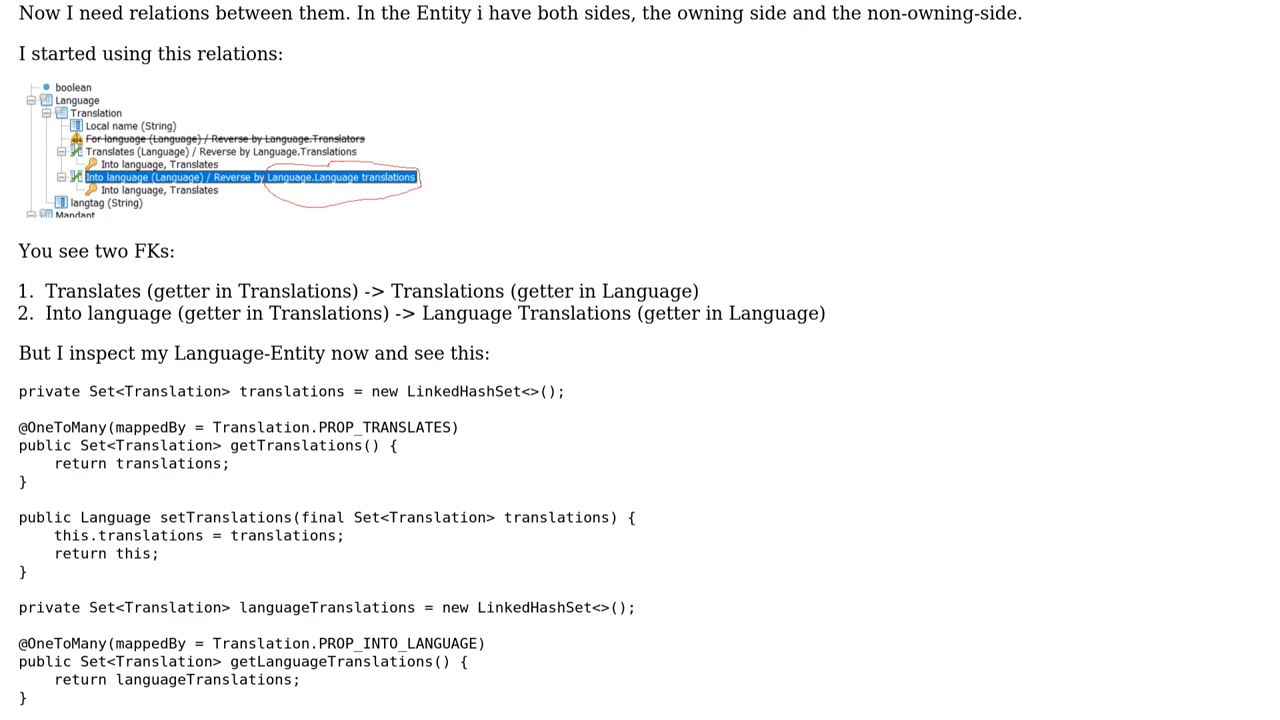 Now I need relations between them. In the Entity i have both sides, the owning side and the non-owning-side.
I started using this relations:
boolean
Language
Translation
Local name (String)
For language (Language) / Reverse by Language.Translators
Translates (Language) / Reverse by Language.Translations
Into language, Translates
Into language (Language) / Reverse by Language.Language translations
Into language, Translates
langtag (String)
Mandant
You see two FKs:
1. Translates (getter in Translations) -> Translations (getter in Language)
2. Into language (getter in Translations) -> Language Translations (getter in Language)
But I inspect my Language-Entity now and see this:
private Set<Translation> translations = new LinkedHashSet<>();
@OneToMany(mappedBy = Translation.PROP_TRANSLATES)
public Set<Translation> getTranslations() {
    return translations;
}
public Language setTranslations(final Set<Translation> translations) {
    this.translations = translations;
    return this;
}
private Set<Translation> languageTranslations = new LinkedHashSet<>();
@OneToMany(mappedBy = Translation.PROP_INTO_LANGUAGE)
public Set<Translation> getLanguageTranslations() {
    return languageTranslations;
}